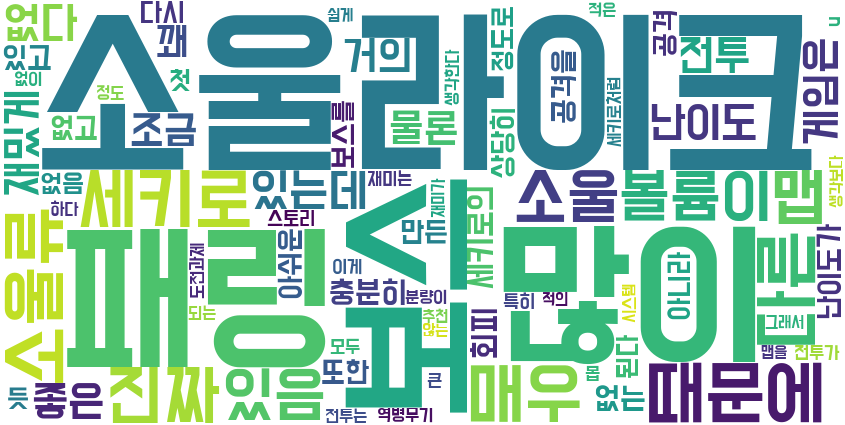 없다
다시
쉽게
적은
u
있고
없이
꽤
첫
소울라이크
거의
정도로
생각한다
공격을
세키로처럼
공격
전투
게임은
재밌게
정도
없고
조금
보스를
물론
상당히
난이도
없음
하다
세키로
있는데
재미는
재미가
소울
볼륨이
맵
생각보다
스토리
소울류
패링이
도전과제
아쉬운
시
만든
세키로의
많이
아니라
다른
난이도가
이게
충분히
분량이
특히
적의
시스템
그래서
되는
보
추천
않는
회피
모두
맵을
전투가
된다
몹
듯
좋은
진짜
있음
또한
전투는
역병무기
큰
매우
없는
때문에